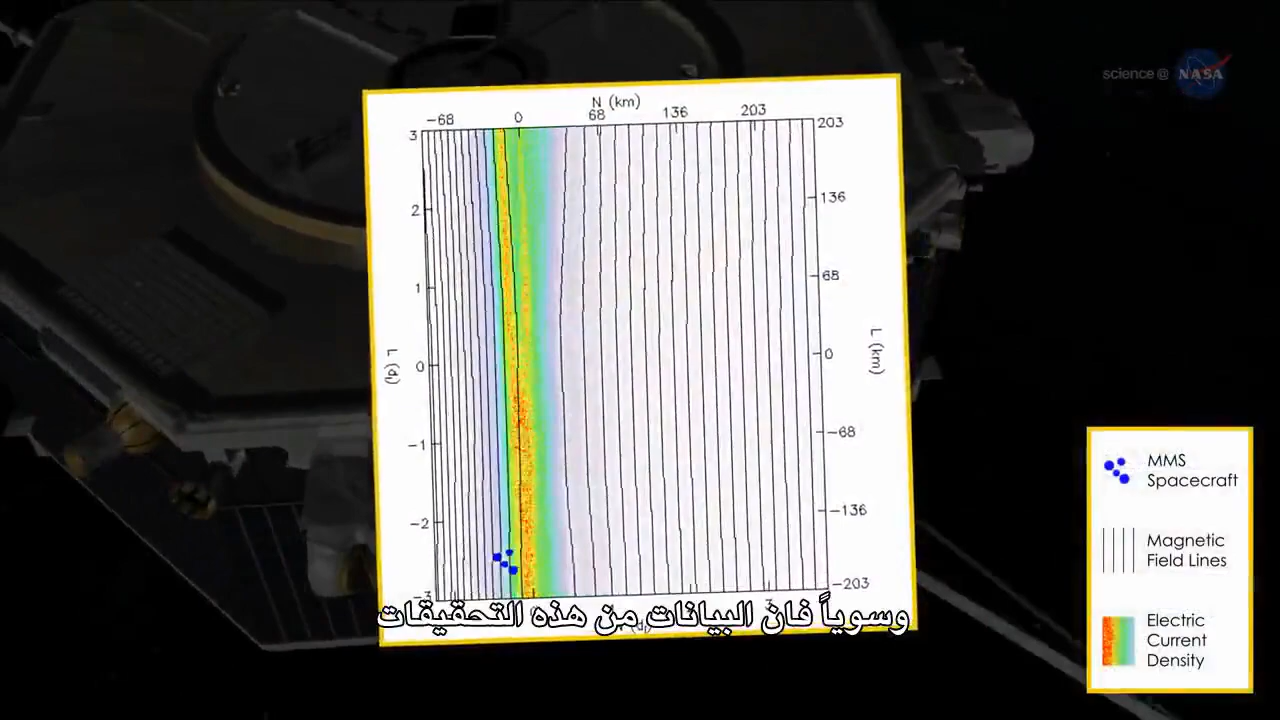 science@ NASA
N (km)
−68 0 68 136 203
3 203
2 136
1 68
0 0
−1 −68
−2 −136
−3 −203
L (dᵢ)
L (km)
MMS
Spacecraft
Magnetic
Field Lines
Electric
Current
Density
وسوياً فان البيانات من هذه التحقيقات